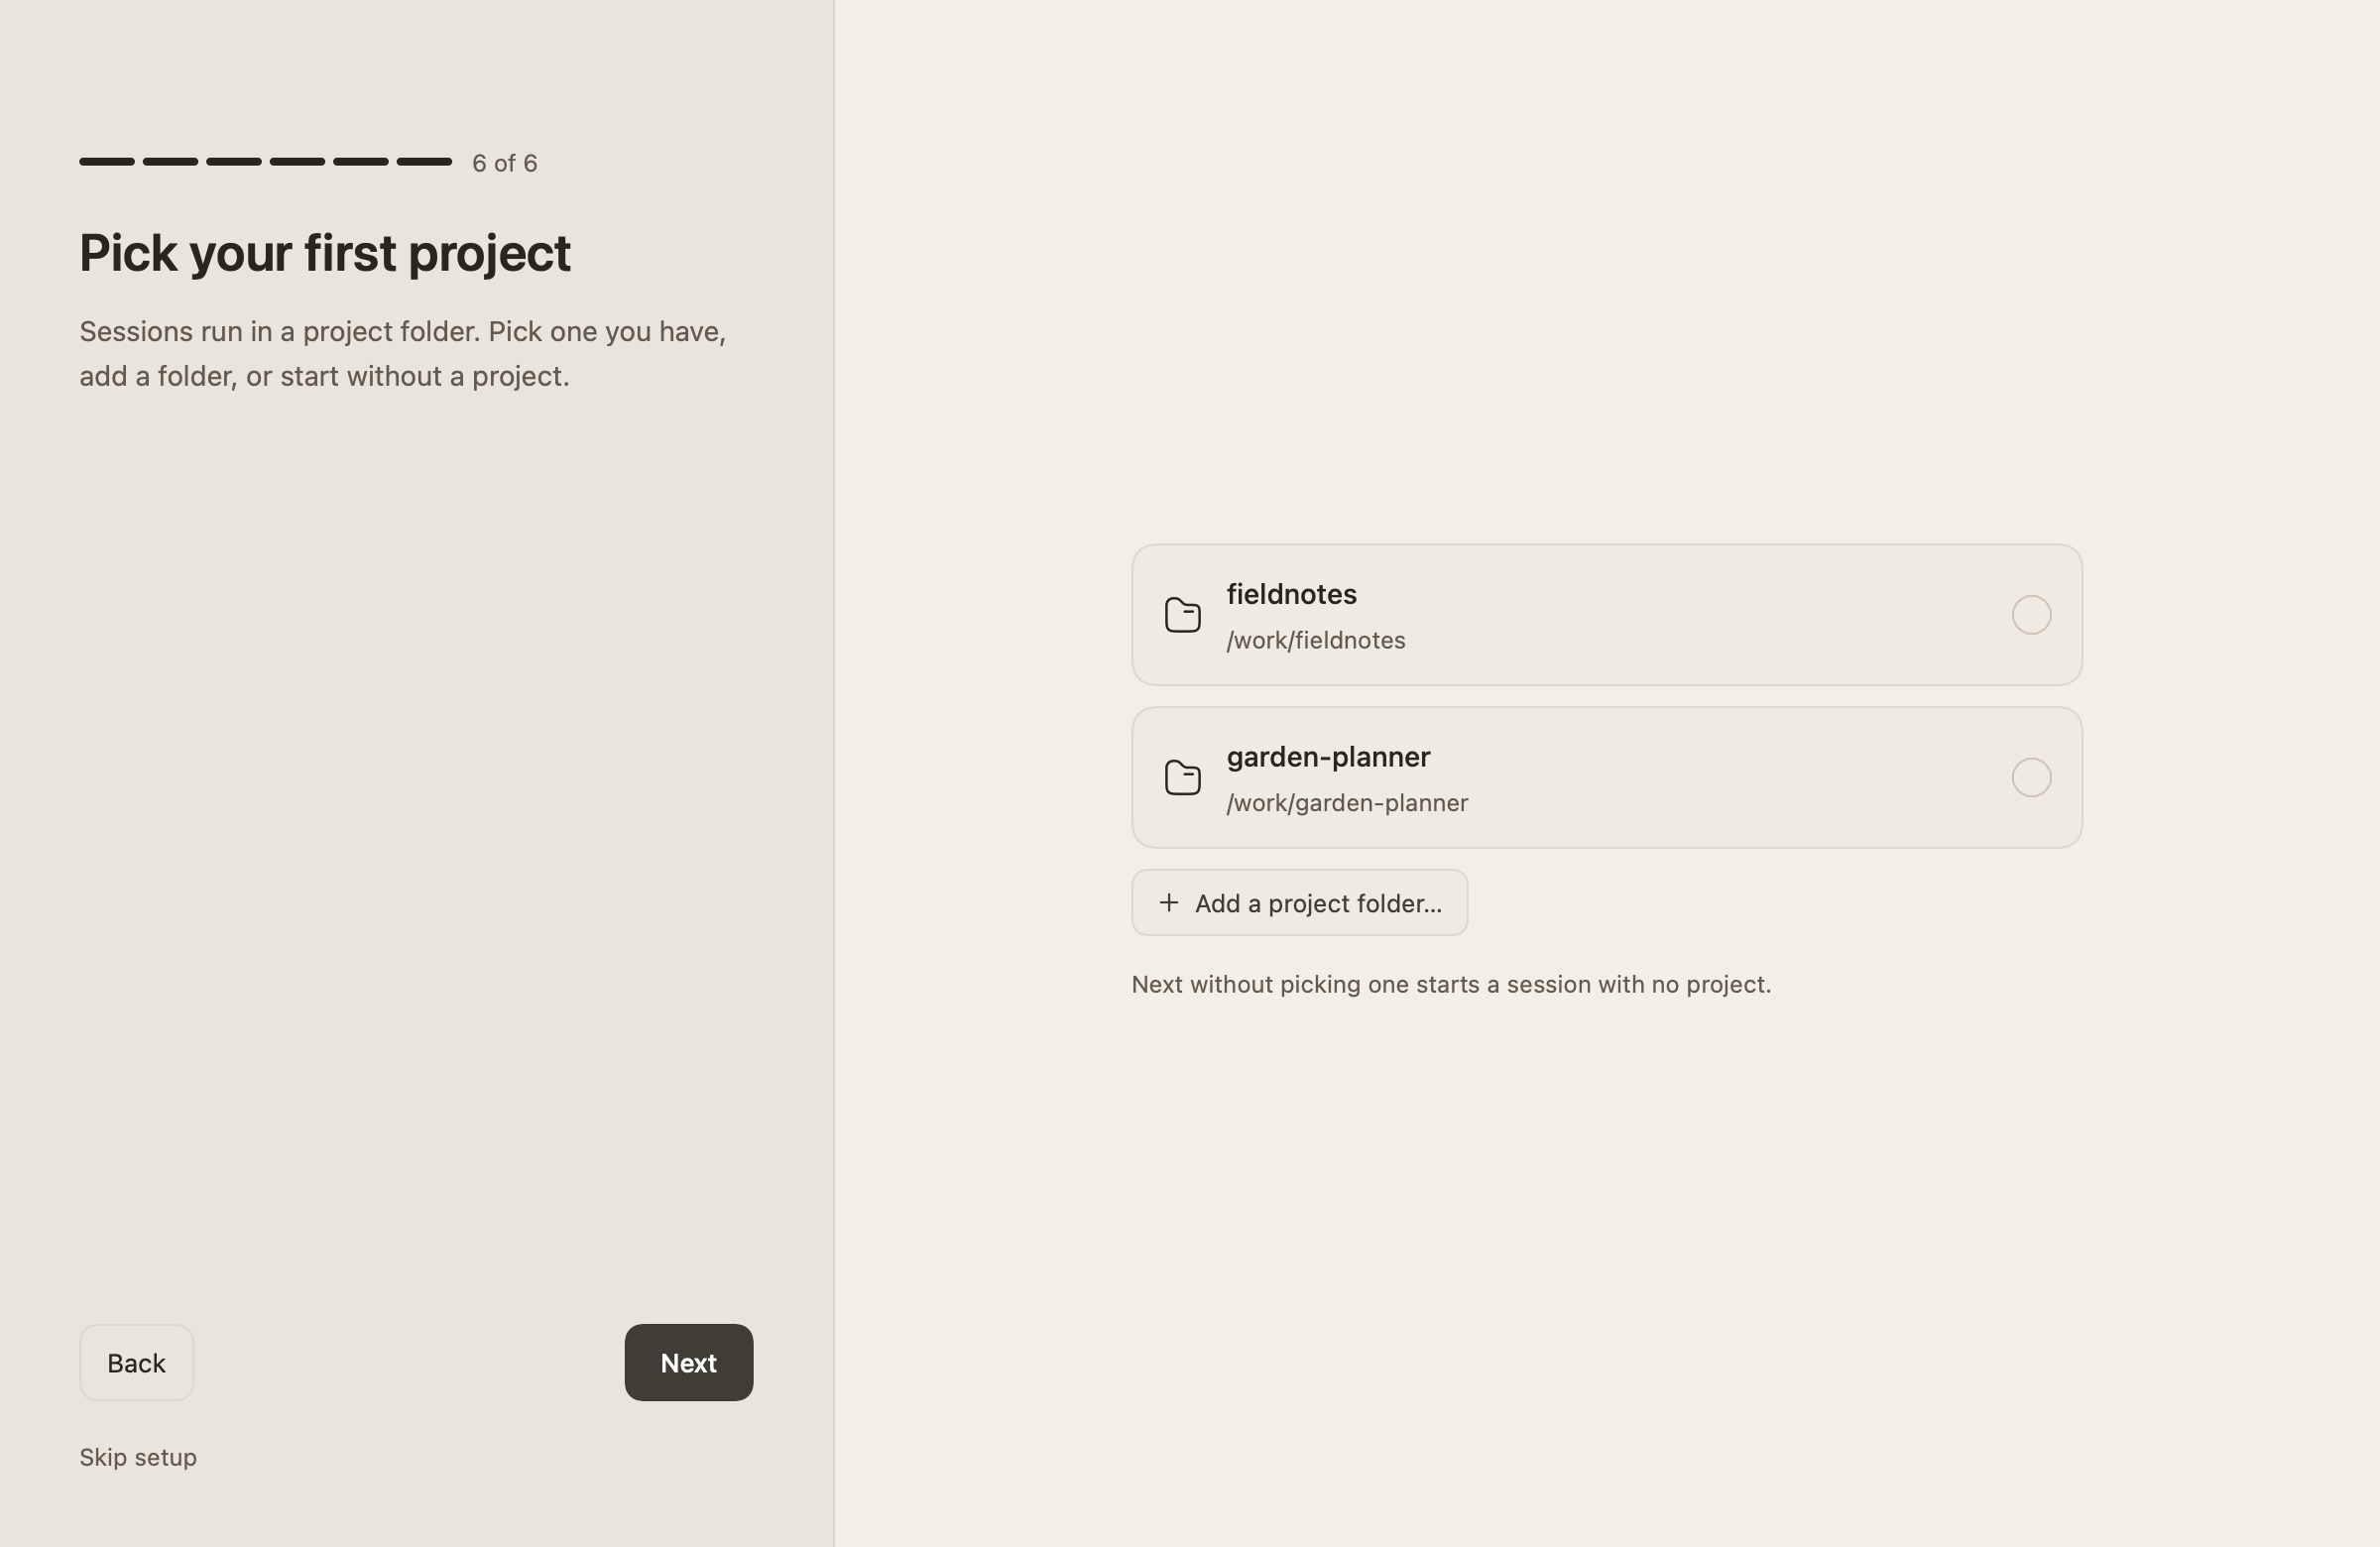 6 of 6
Pick your first project
Sessions run in a project folder. Pick one you have,
add a folder, or start without a project.
Back
Next
Skip setup
fieldnotes
/work/fieldnotes
garden-planner
/work/garden-planner
+ Add a project folder...
Next without picking one starts a session with no project.